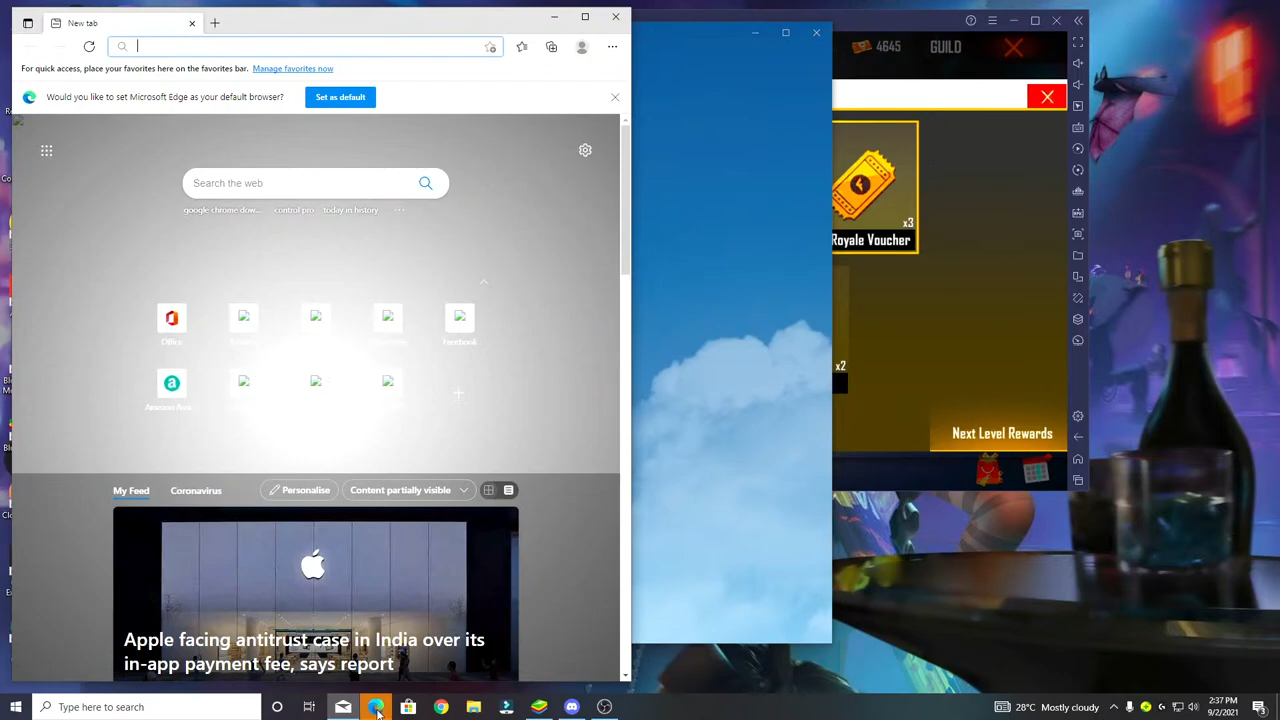 New tab
For quick access, place your favorites here on the favorites bar. Manage favorites now
Would you like to set Microsoft Edge as your default browser? Set as default
Search the web
google chrome dow... control pro today in history
Office
Facebook
My Feed Coronavirus Personalise Content partially visible
Apple facing antitrust case in India over its
in-app payment fee, says report
4645 GUILD
x3
Royale Voucher
x2
Next Level Rewards
Type here to search
28°C Mostly cloudy
2:37 PM
9/2/2021